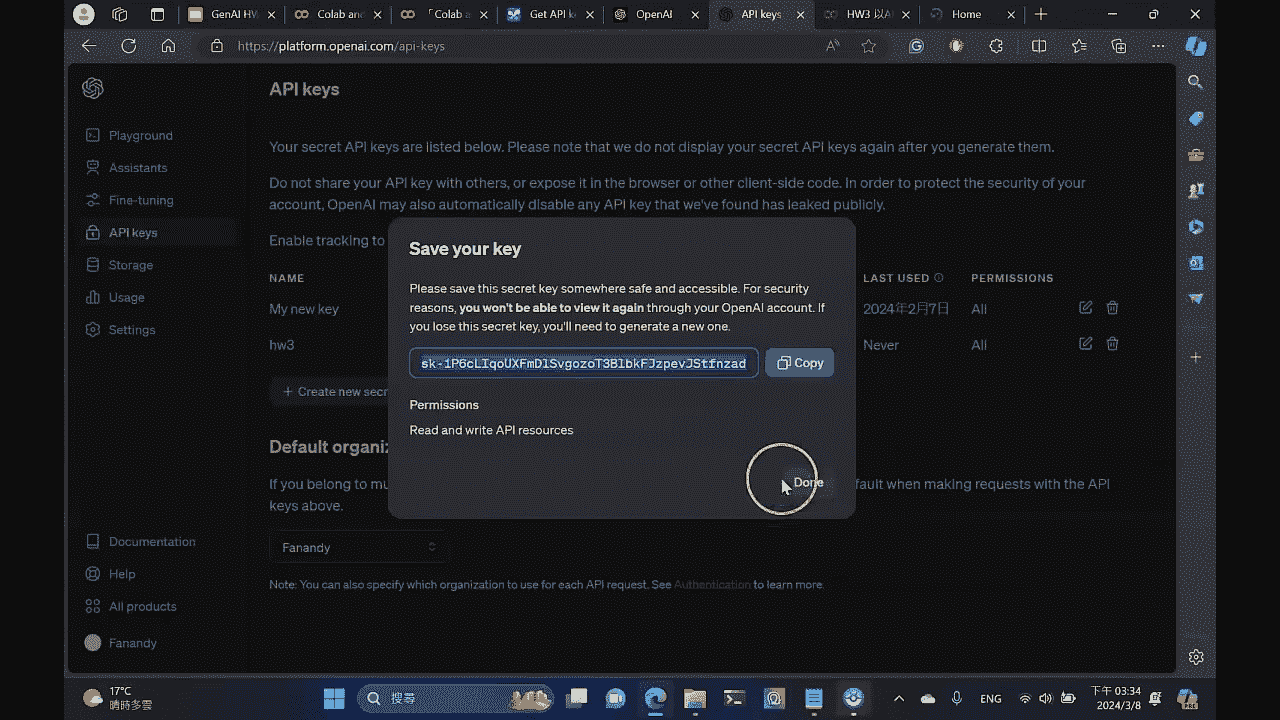 GenAI HW
Colab and
「Colab a
Get API k
OpenAI
API keys
HW3 以A
Home
https://platform.openai.com/api-keys
API keys
Playground
Assistants
Fine-tuning
API keys
Storage
Usage
Settings
Your secret API keys are listed below. Please note that we do not display your secret API keys again after you generate them.
Do not share your API key with others, or expose it in the browser or other client-side code. In order to protect the security of your
account, OpenAI may also automatically disable any API key that we've found has leaked publicly.
Enable tracking to
NAME
LAST USED
PERMISSIONS
My new key
2024年2月7日
All
hw3
Never
All
+ Create new secr
Save your key
Please save this secret key somewhere safe and accessible. For security
reasons, you won't be able to view it again through your OpenAI account. If
you lose this secret key, you'll need to generate a new one.
Copy
Permissions
Read and write API resources
Done
Default organiz
If you belong to mu
fault when making requests with the API
keys above.
Fanandy
Note: You can also specify which organization to use for each API request. See Authentication to learn more.
Documentation
Help
All products
Fanandy
17°C
晴時多雲
搜尋
ENG
下午 03:34
2024/3/8